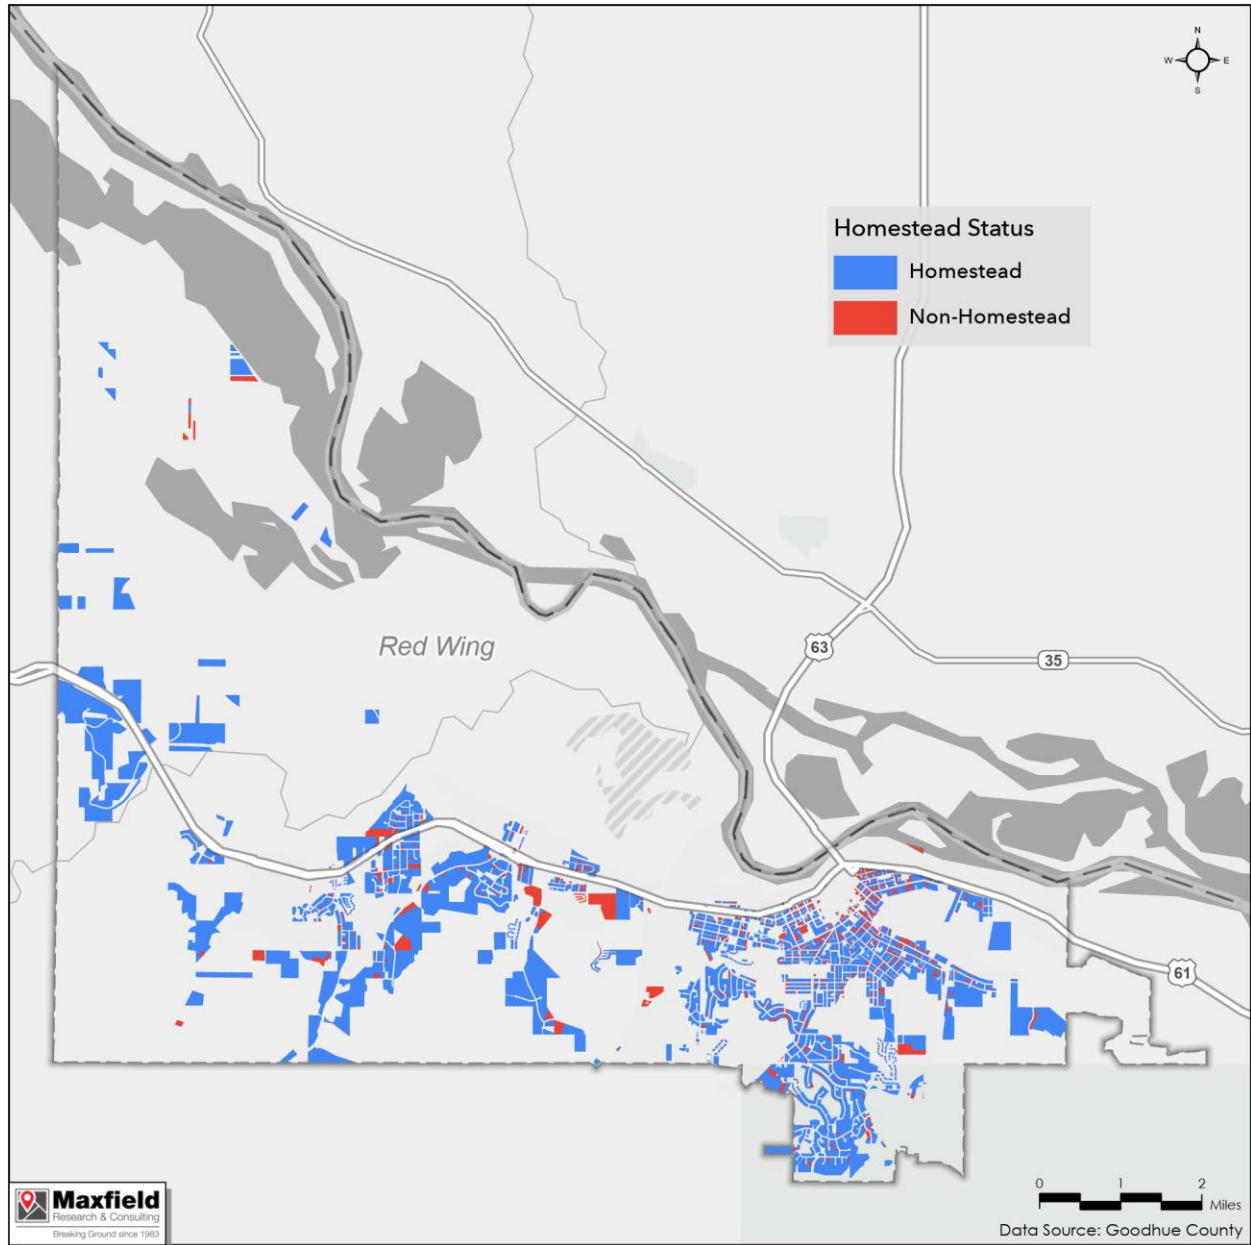 N
W E
S
Homestead Status
Homestead
Non-Homestead
Red Wing
63
35
61
Maxfield
Research & Consulting
Breaking Ground since 1983
0 1 2
Miles
Data Source: Goodhue County